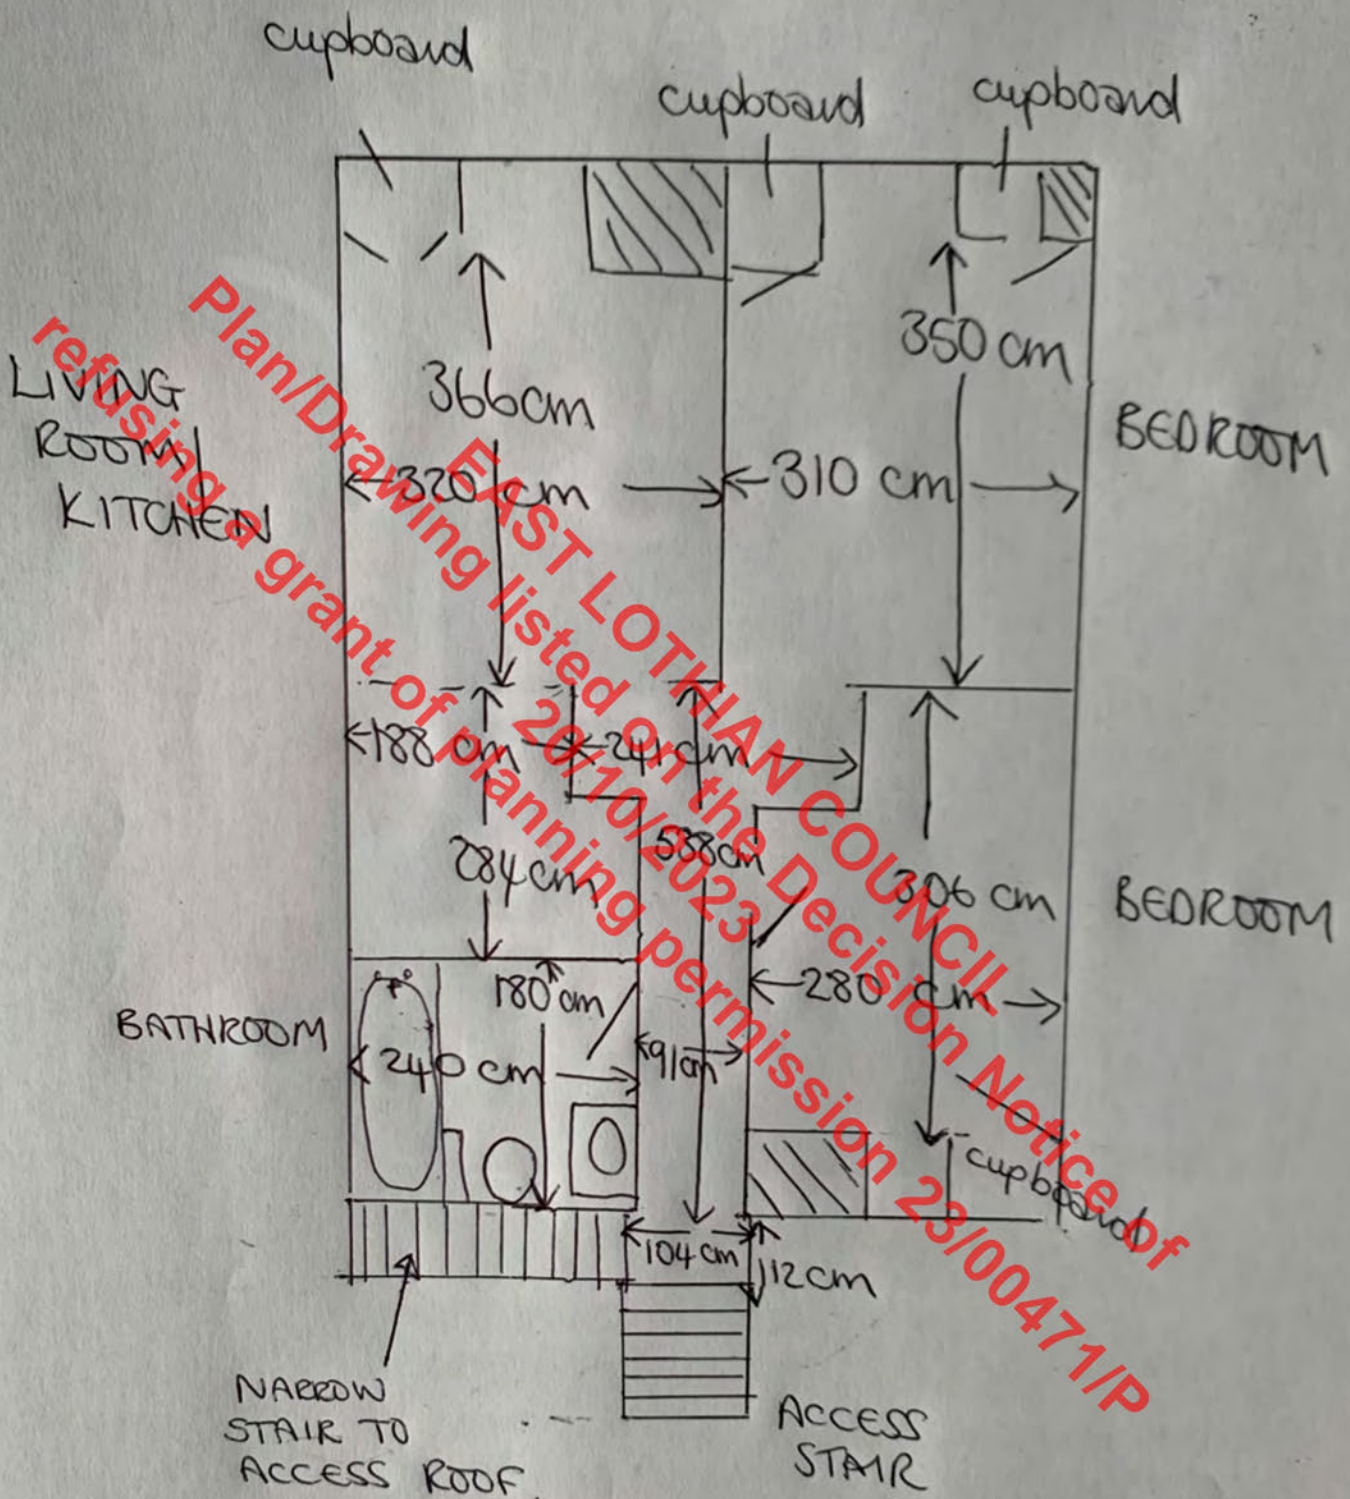 cupboard
cupboard
cupboard
350 cm
366cm
LIVING
ROOM/
KITCHEN
BEDROOM
320 cm
310 cm
188 cm
241 cm
538cm
284cm
306 cm
BEDROOM
180 cm
280 cm
BATHROOM
240 cm
91cm
cupboard
104cm
112cm
NARROW
STAIR TO
ACCESS ROOF
ACCESS
STAIR
EAST LOTHIAN COUNCIL
Plan/Drawing listed on the Decision Notice of
20/10/2023
refusing a grant of planning permission 23/00471/P